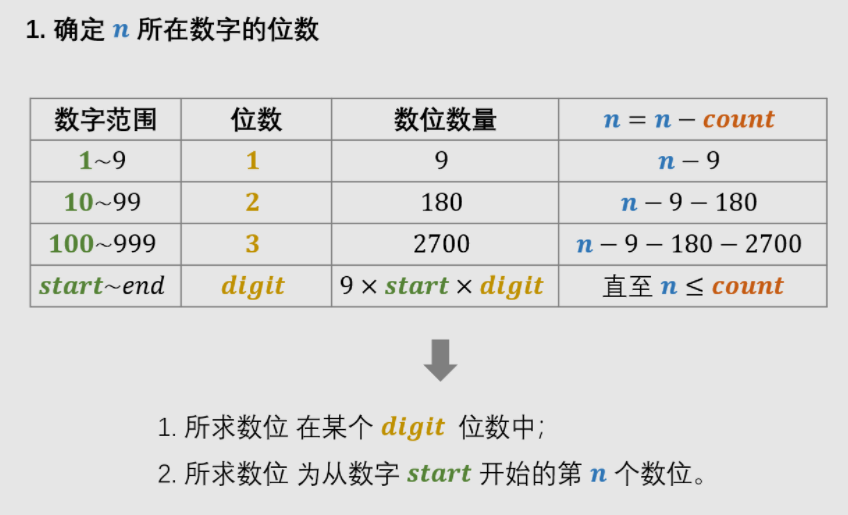 1. 确定 n 所在数字的位数
数字范围 位数 数位数量 n = n − count
1~9 1 9 n − 9
10~99 2 180 n − 9 − 180
100~999 3 2700 n − 9 − 180 − 2700
start~end digit 9 × start × digit 直至 n ≤ count
1. 所求数位 在某个 digit 位数中;
2. 所求数位 为从数字 start 开始的第 n 个数位。